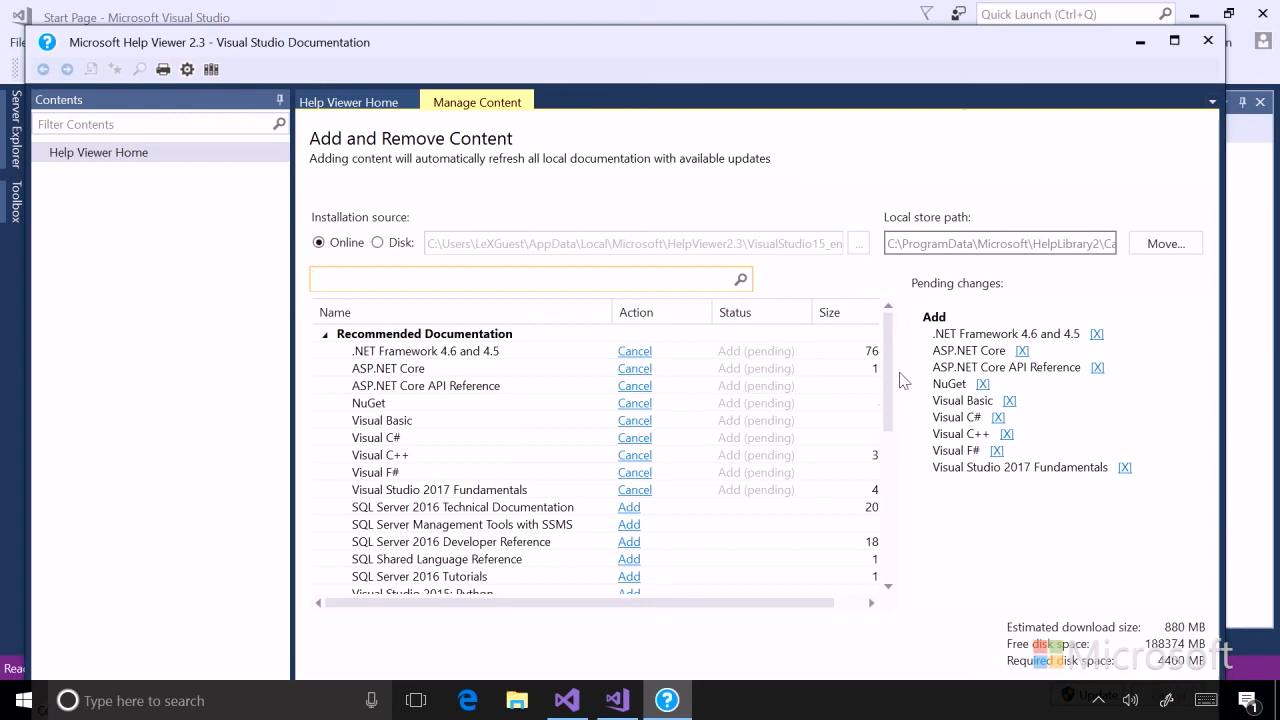 Start Page - Microsoft Visual Studio
Quick Launch (Ctrl+Q)
Microsoft Help Viewer 2.3 - Visual Studio Documentation
Server Explorer
Toolbox
Contents
Filter Contents
Help Viewer Home
Help Viewer Home
Manage Content
Add and Remove Content
Adding content will automatically refresh all local documentation with available updates
Installation source:
Online
Disk:
C:\Users\LeXGuest\AppData\Local\Microsoft\HelpViewer2.3\VisualStudio15_en
...
Local store path:
C:\ProgramData\Microsoft\HelpLibrary2\Ca
Move...
Name Action Status Size
Recommended Documentation
.NET Framework 4.6 and 4.5 Cancel Add (pending) 76
ASP.NET Core Cancel Add (pending) 1
ASP.NET Core API Reference Cancel Add (pending)
NuGet Cancel Add (pending)
Visual Basic Cancel Add (pending)
Visual C# Cancel Add (pending)
Visual C++ Cancel Add (pending) 3
Visual F# Cancel Add (pending)
Visual Studio 2017 Fundamentals Cancel Add (pending) 4
SQL Server 2016 Technical Documentation Add 20
SQL Server Management Tools with SSMS Add
SQL Server 2016 Developer Reference Add 18
SQL Shared Language Reference Add 1
SQL Server 2016 Tutorials Add 1
Visual Studio 2015: Python Add
Pending changes:
Add
.NET Framework 4.6 and 4.5 [X]
ASP.NET Core [X]
ASP.NET Core API Reference [X]
NuGet [X]
Visual Basic [X]
Visual C# [X]
Visual C++ [X]
Visual F# [X]
Visual Studio 2017 Fundamentals [X]
Estimated download size: 880 MB
Free disk space: 188374 MB
Required disk space: 4460 MB
Microsoft
Update
Type here to search
1